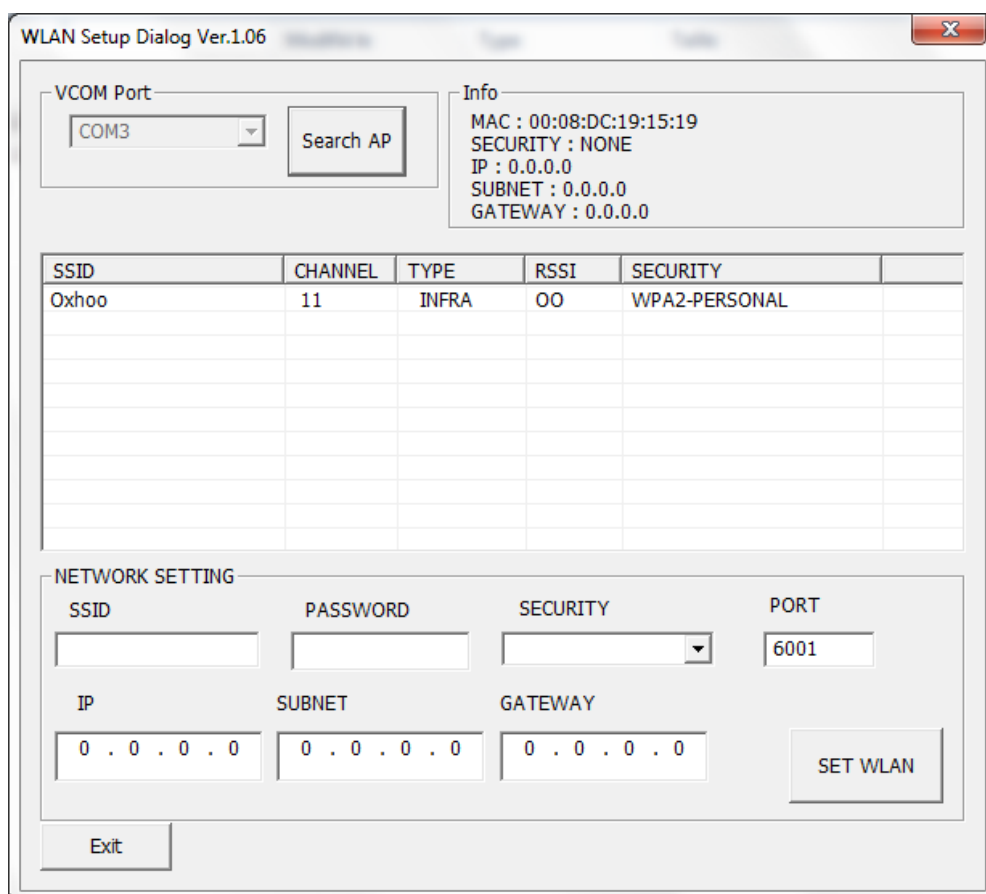 WLAN Setup Dialog Ver.1.06
VCOM Port
COM3
Search AP
Info
MAC : 00:08:DC:19:15:19
SECURITY : NONE
IP : 0.0.0.0
SUBNET : 0.0.0.0
GATEWAY : 0.0.0.0
SSID CHANNEL TYPE RSSI SECURITY
Oxhoo 11 INFRA OO WPA2-PERSONAL
NETWORK SETTING
SSID PASSWORD SECURITY PORT
6001
IP SUBNET GATEWAY
0 . 0 . 0 . 0 0 . 0 . 0 . 0 0 . 0 . 0 . 0
SET WLAN
Exit